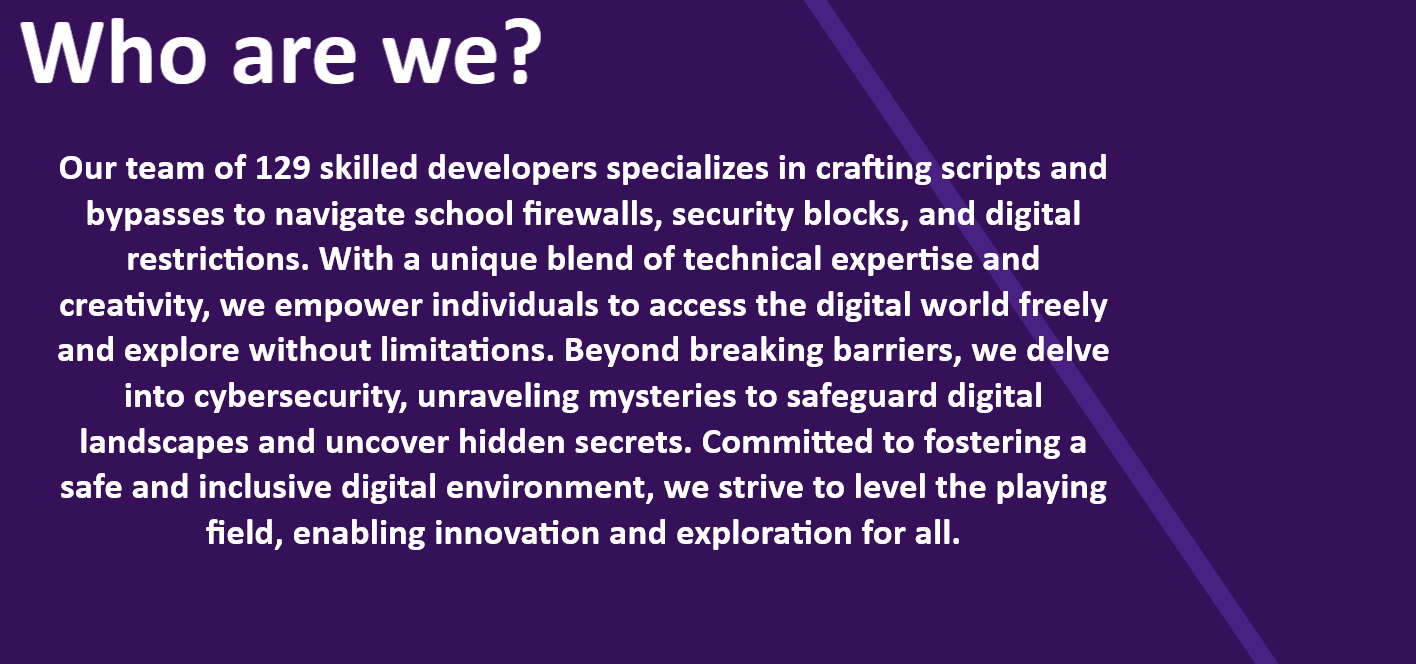 Who are we?
Our team of 129 skilled developers specializes in crafting scripts and
bypasses to navigate school firewalls, security blocks, and digital
restrictions. With a unique blend of technical expertise and
creativity, we empower individuals to access the digital world freely
and explore without limitations. Beyond breaking barriers, we delve
into cybersecurity, unraveling mysteries to safeguard digital
landscapes and uncover hidden secrets. Committed to fostering a
safe and inclusive digital environment, we strive to level the playing
field, enabling innovation and exploration for all.